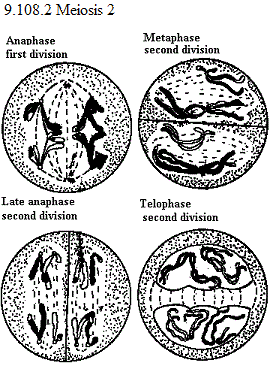 9.108.2 Meiosis 2
Anaphase
first division
Metaphase
second division
Late anaphase
second division
Telophase
second division